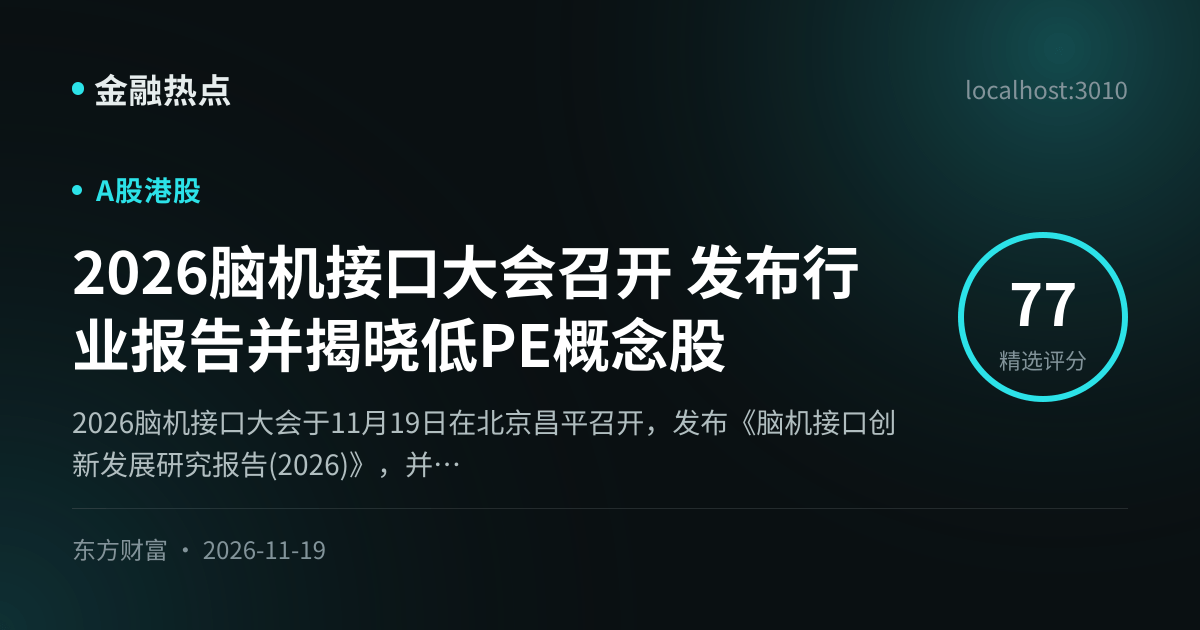 金融热点
localhost:3010
A股港股
2026脑机接口大会召开 发布行
业报告并揭晓低PE概念股
77
精选评分
2026脑机接口大会于11月19日在北京昌平召开，发布《脑机接口创
新发展研究报告(2026)》，并…
东方财富 · 2026-11-19